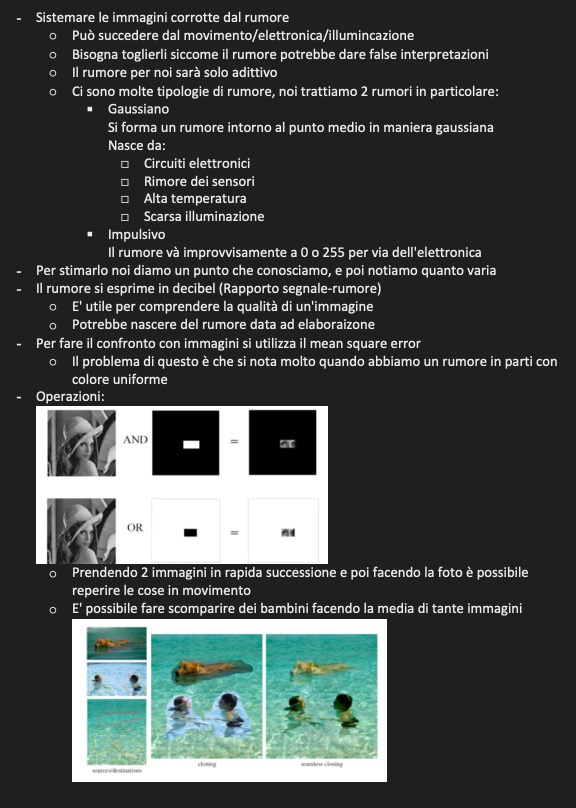 - Sistemare le immagini corrotte dal rumore
o Può succedere dal movimento/elettronica/illumincazione
o Bisogna toglierli siccome il rumore potrebbe dare false interpretazioni
o Il rumore per noi sarà solo adittivo
o Ci sono molte tipologie di rumore, noi trattiamo 2 rumori in particolare:
▪ Gaussiano
Si forma un rumore intorno al punto medio in maniera gaussiana
Nasce da:
□ Circuiti elettronici
□ Rimore dei sensori
□ Alta temperatura
□ Scarsa illuminazione
▪ Impulsivo
Il rumore và improvvisamente a 0 o 255 per via dell'elettronica
- Per stimarlo noi diamo un punto che conosciamo, e poi notiamo quanto varia
- Il rumore si esprime in decibel (Rapporto segnale-rumore)
o E' utile per comprendere la qualità di un'immagine
o Potrebbe nascere del rumore data ad elaboraizone
- Per fare il confronto con immagini si utilizza il mean square error
o Il problema di questo è che si nota molto quando abbiamo un rumore in parti con
colore uniforme
- Operazioni:
AND =
OR =
o Prendendo 2 immagini in rapida successione e poi facendo la foto è possibile
reperire le cose in movimento
o E' possibile fare scomparire dei bambini facendo la media di tante immagini
sources/destinations cloning seamless cloning